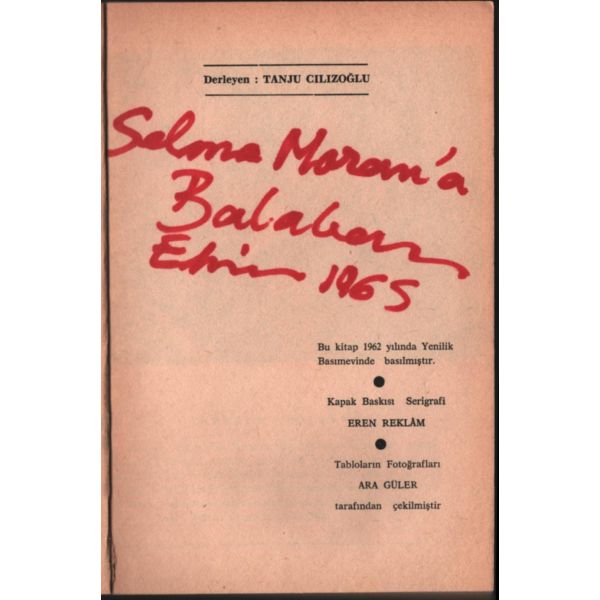 Derleyen : TANJU CILIZOĞLU
Selma Moran'a
Balaban
Ekim 1965
Bu kitap 1962 yılında Yenilik
Basımevinde basılmıştır.
Kapak Baskısı Serigrafi
EREN REKLÂM
Tabloların Fotoğrafları
ARA GÜLER
tarafından çekilmiştir